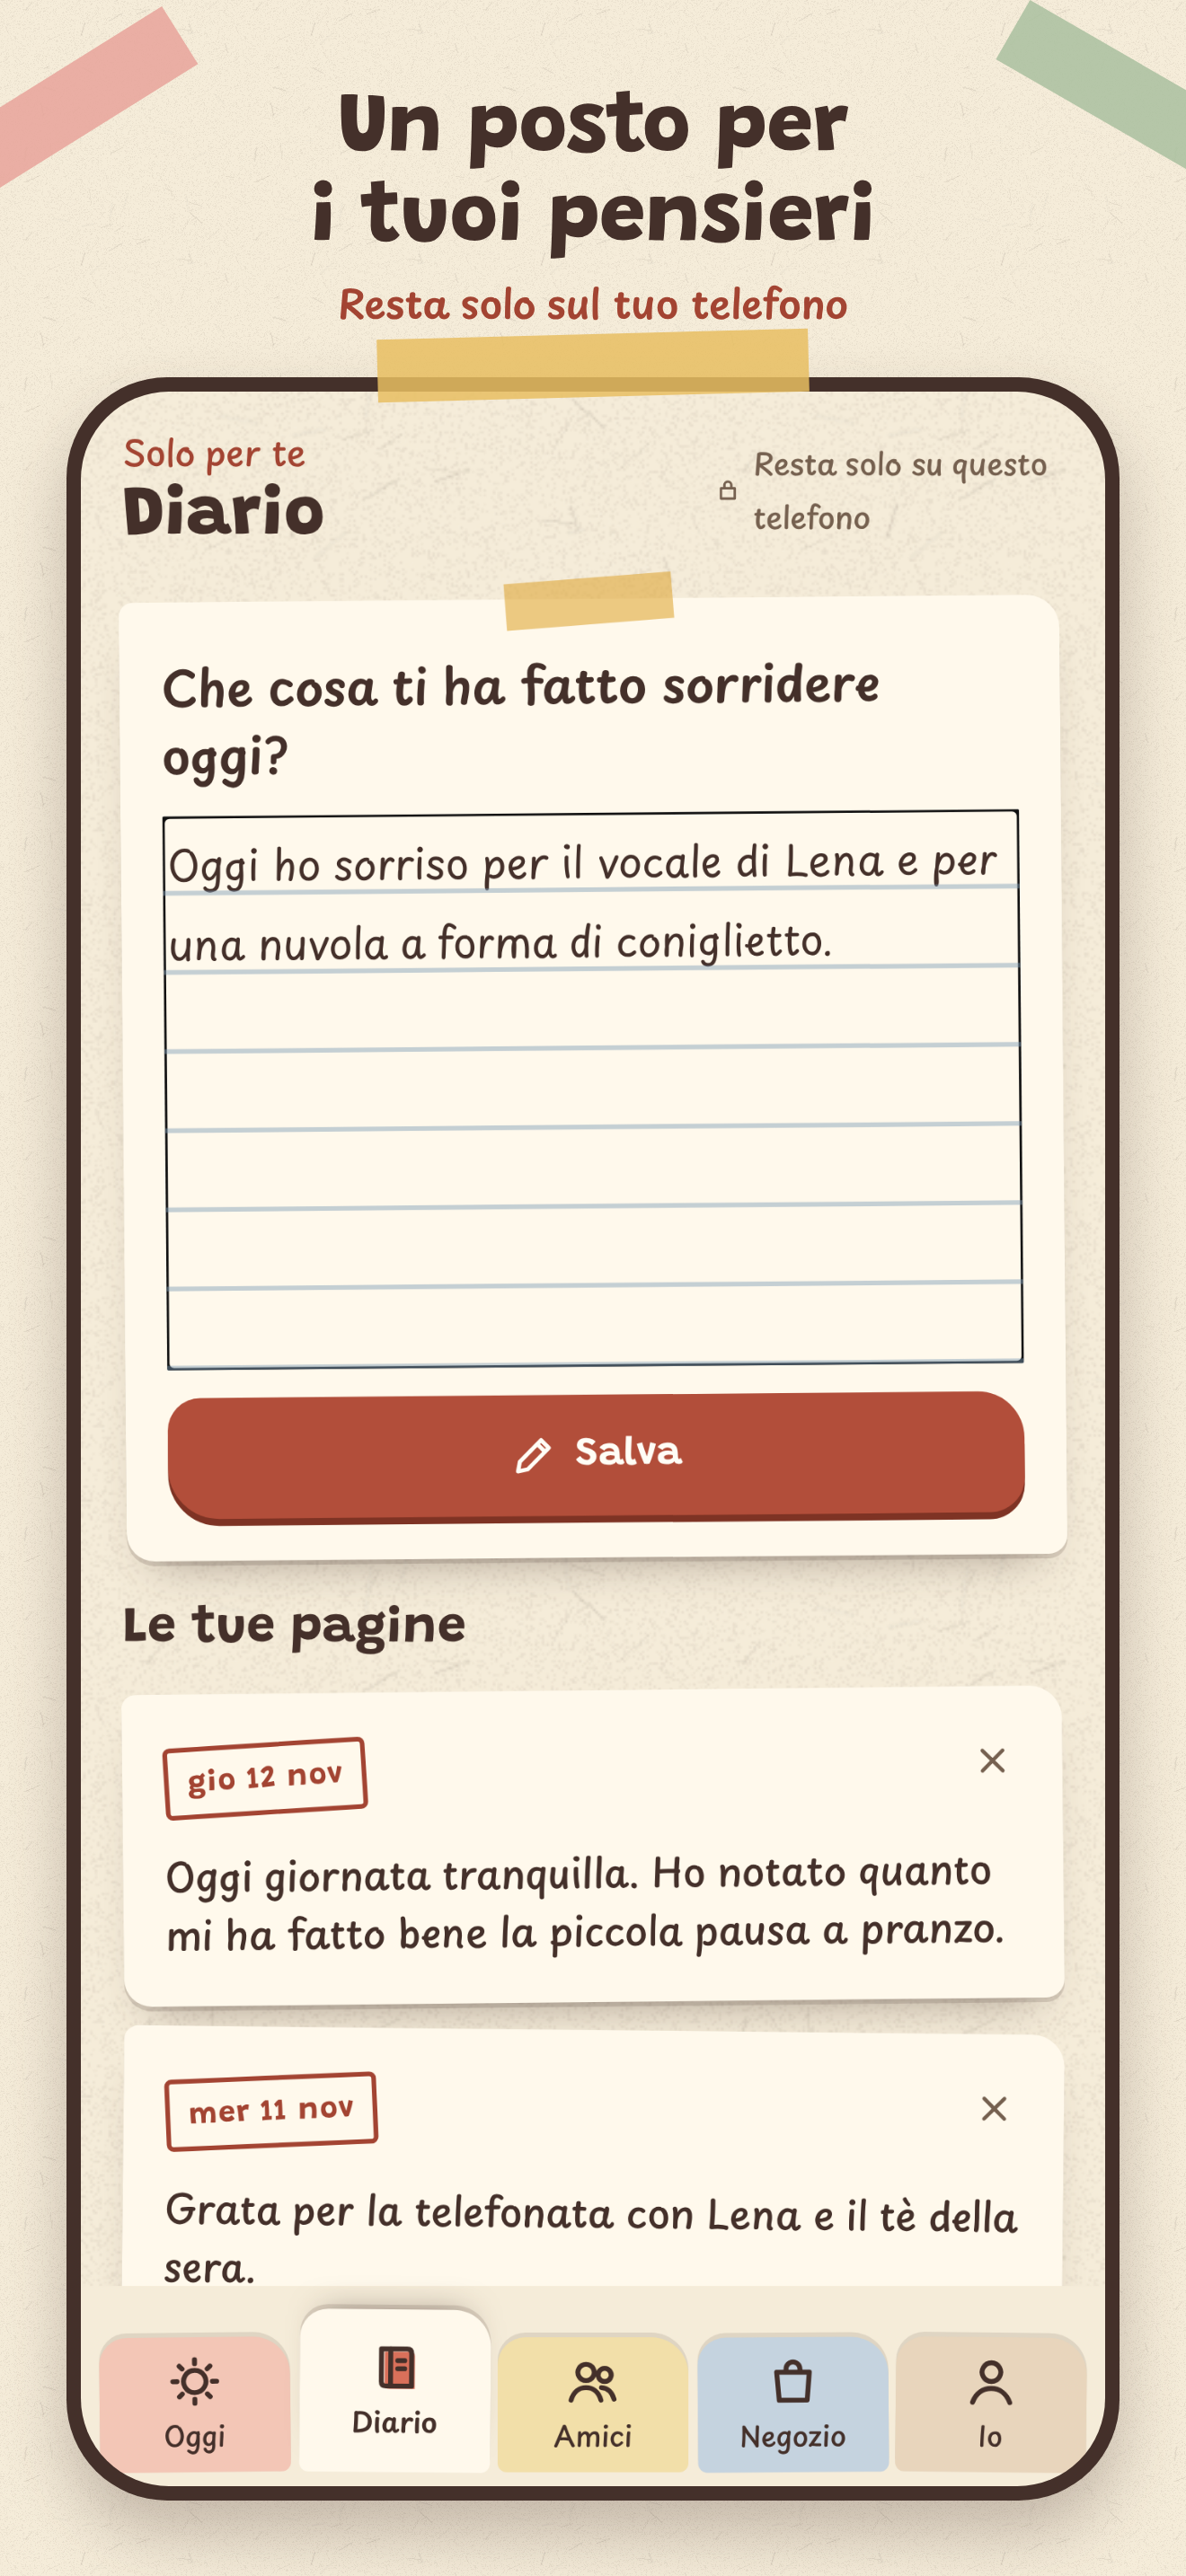 Un posto per
i tuoi pensieri
Resta solo sul tuo telefono
Solo per te
Diario
Resta solo su questo
telefono
Che cosa ti ha fatto sorridere
oggi?
Oggi ho sorriso per il vocale di Lena e per
una nuvola a forma di coniglietto.
Salva
Le tue pagine
gio 12 nov
Oggi giornata tranquilla. Ho notato quanto
mi ha fatto bene la piccola pausa a pranzo.
mer 11 nov
Grata per la telefonata con Lena e il tè della
sera.
Oggi
Diario
Amici
Negozio
Io